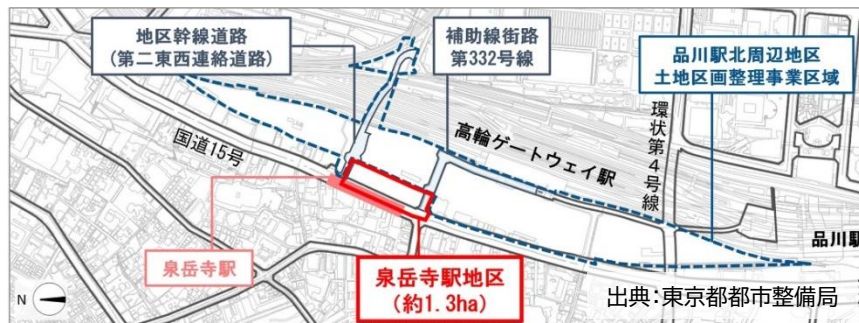 地区幹線道路
(第二東西連絡道路)
補助線街路
第332号線
品川駅北周辺地区
土地区画整理事業区域
国道15号
高輪ゲートウェイ駅
環状第4号線
品川駅
泉岳寺駅
泉岳寺駅地区
(約1.3ha)
N
出典:東京都都市整備局